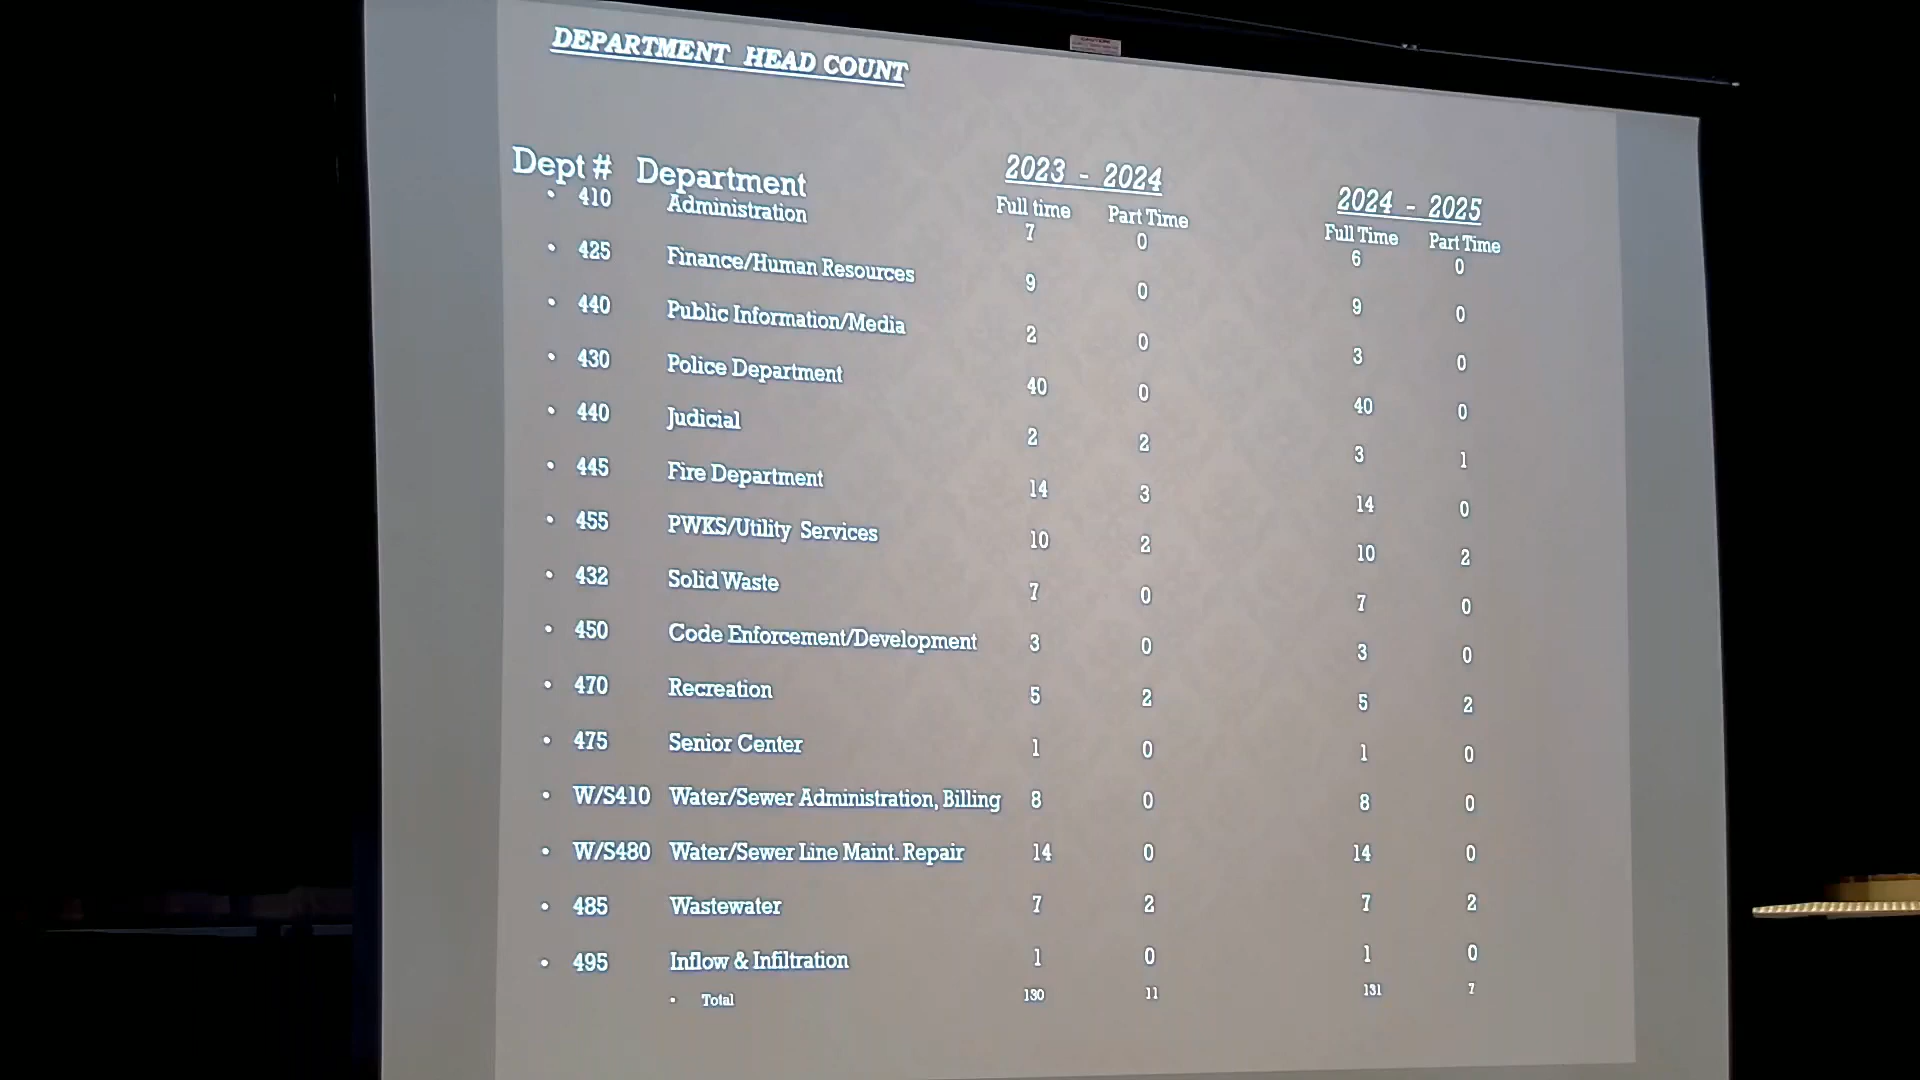 DEPARTMENT HEAD COUNT
Dept # Department 2023 - 2024 2024 - 2025
Full time Part Time Full Time Part Time
• 410 Administration 7 0 6 0
• 425 Finance/Human Resources 9 0 9 0
• 440 Public Information/Media 2 0 3 0
• 430 Police Department 40 0 40 0
• 440 Judicial 2 2 3 1
• 445 Fire Department 14 3 14 0
• 455 PWKS/Utility Services 10 2 10 2
• 432 Solid Waste 7 0 7 0
• 450 Code Enforcement/Development 3 0 3 0
• 470 Recreation 5 2 5 2
• 475 Senior Center 1 0 1 0
• W/S410 Water/Sewer Administration, Billing 8 0 8 0
• W/S480 Water/Sewer Line Maint. Repair 14 0 14 0
• 485 Wastewater 7 2 7 2
• 495 Inflow & Infiltration 1 0 1 0
• Total 130 11 131 7